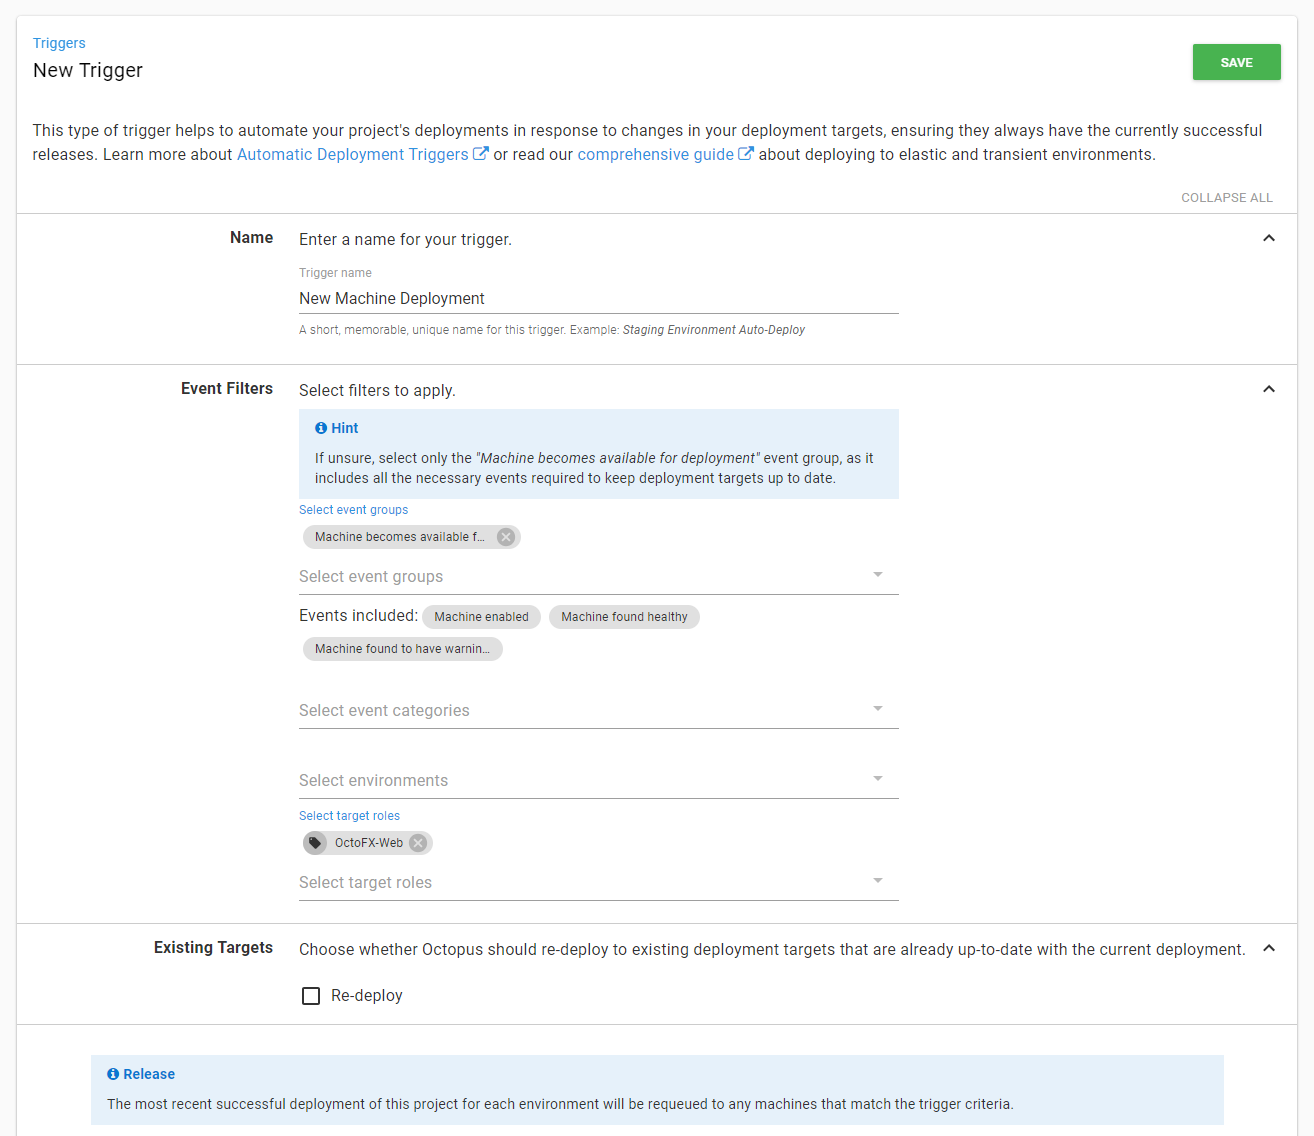 Triggers
New Trigger
SAVE
This type of trigger helps to automate your project's deployments in response to changes in your deployment targets, ensuring they always have the currently successful
releases. Learn more about Automatic Deployment Triggers or read our comprehensive guide about deploying to elastic and transient environments.
COLLAPSE ALL
Name
Enter a name for your trigger.
Trigger name
New Machine Deployment
A short, memorable, unique name for this trigger. Example: Staging Environment Auto-Deploy
Event Filters
Select filters to apply.
Hint
If unsure, select only the "Machine becomes available for deployment" event group, as it
includes all the necessary events required to keep deployment targets up to date.
Select event groups
Machine becomes available f...
Select event groups
Events included: Machine enabled Machine found healthy
Machine found to have warnin...
Select event categories
Select environments
Select target roles
OctoFX-Web
Select target roles
Existing Targets
Choose whether Octopus should re-deploy to existing deployment targets that are already up-to-date with the current deployment.
Re-deploy
Release
The most recent successful deployment of this project for each environment will be requeued to any machines that match the trigger criteria.